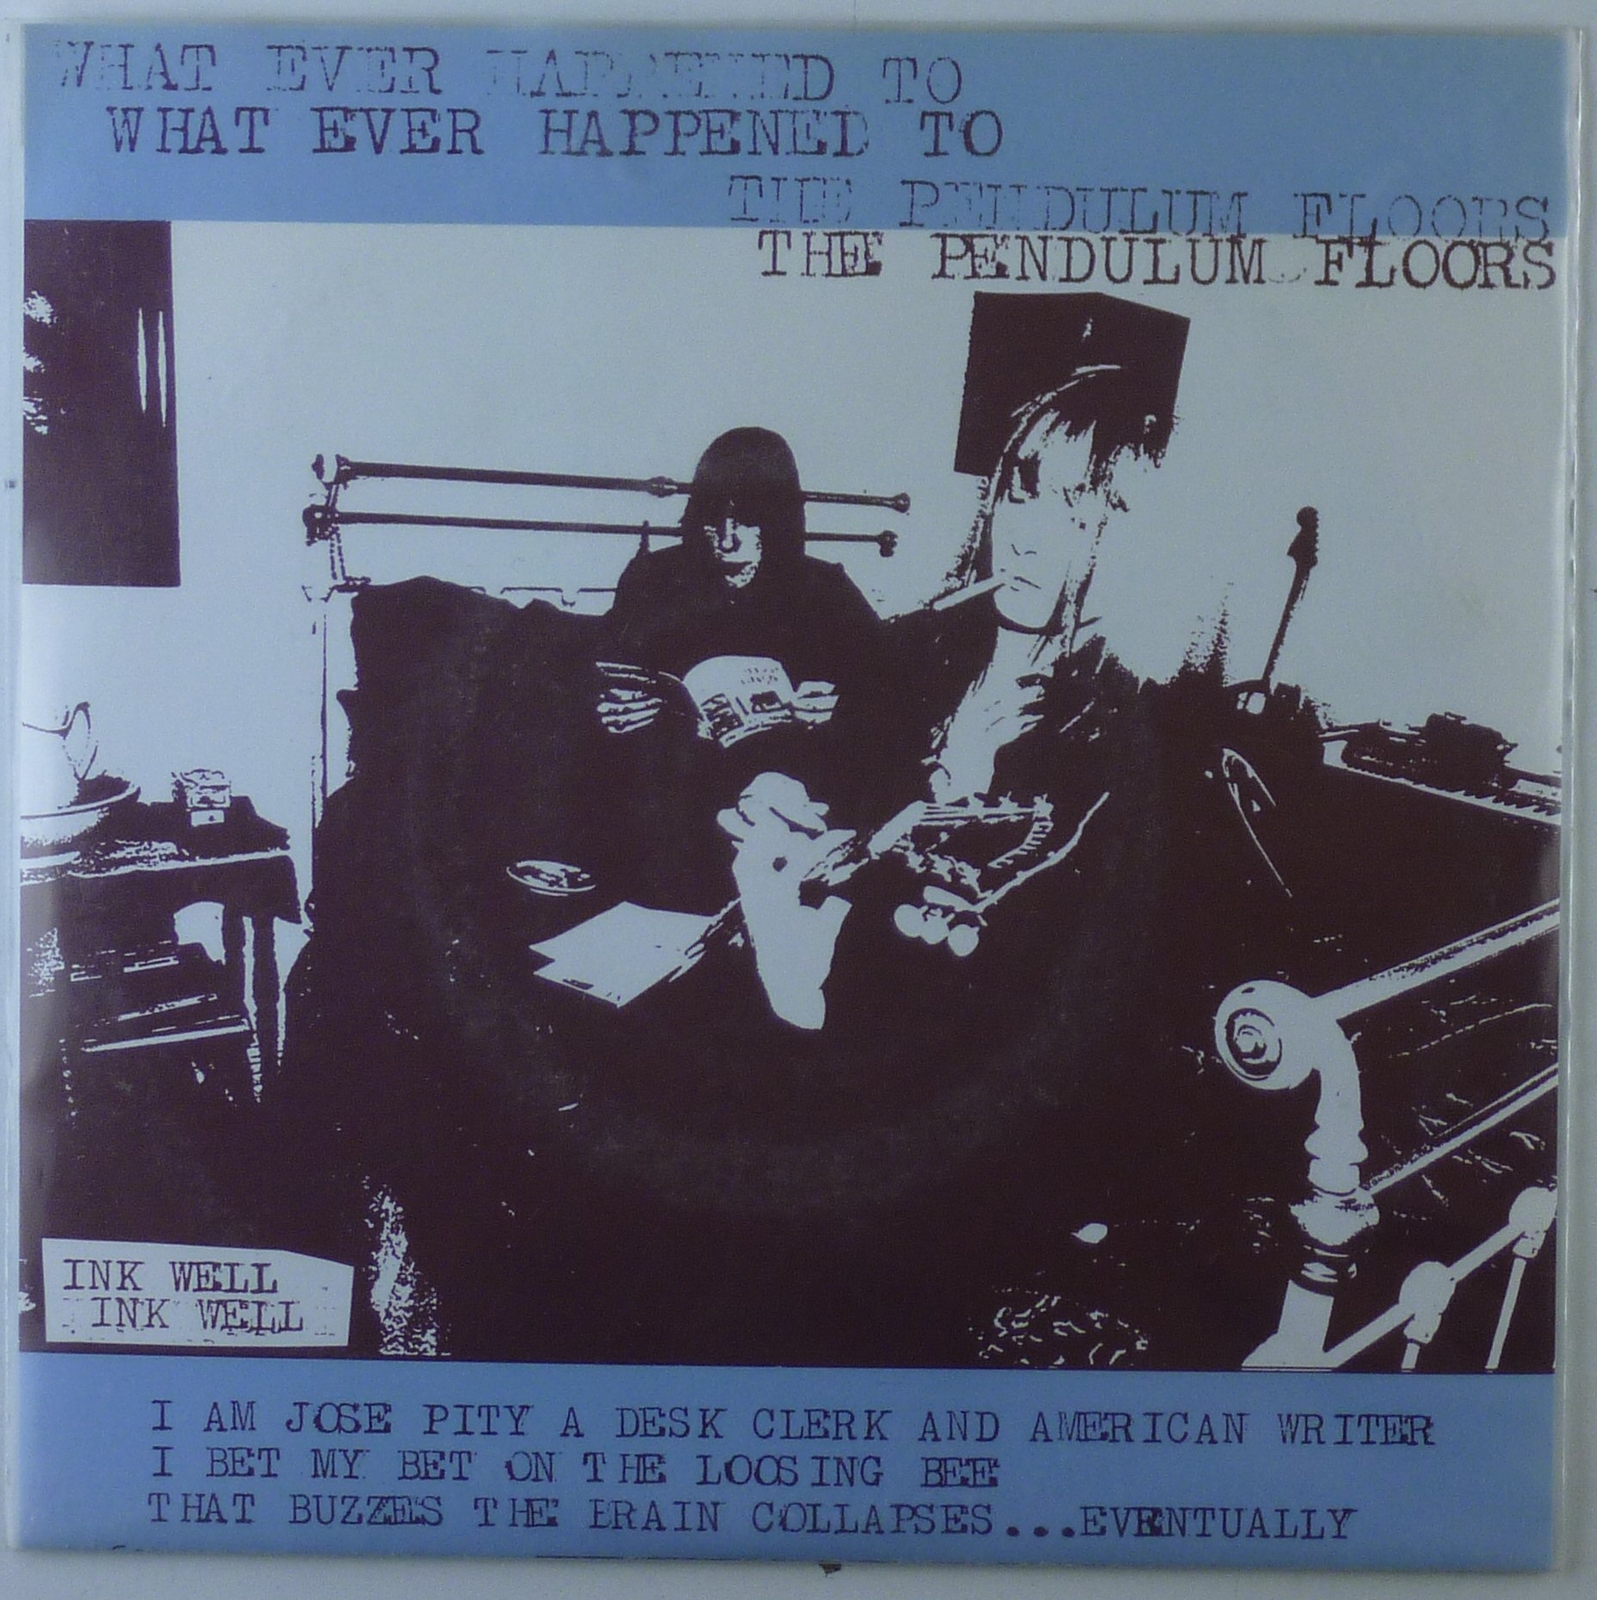 WHAT EVER HAPPENED TO
WHAT EVER HAPPENED TO
THE PENDULUM FLOORS
THE PENDULUM FLOORS
INK WELL
INK WELL
I AM JOSE PITY A DESK CLERK AND AMERICAN WRITER
I BET MY BET ON THE LOOSING BEE
THAT BUZZES THE BRAIN COLLAPSES...EVENTUALLY